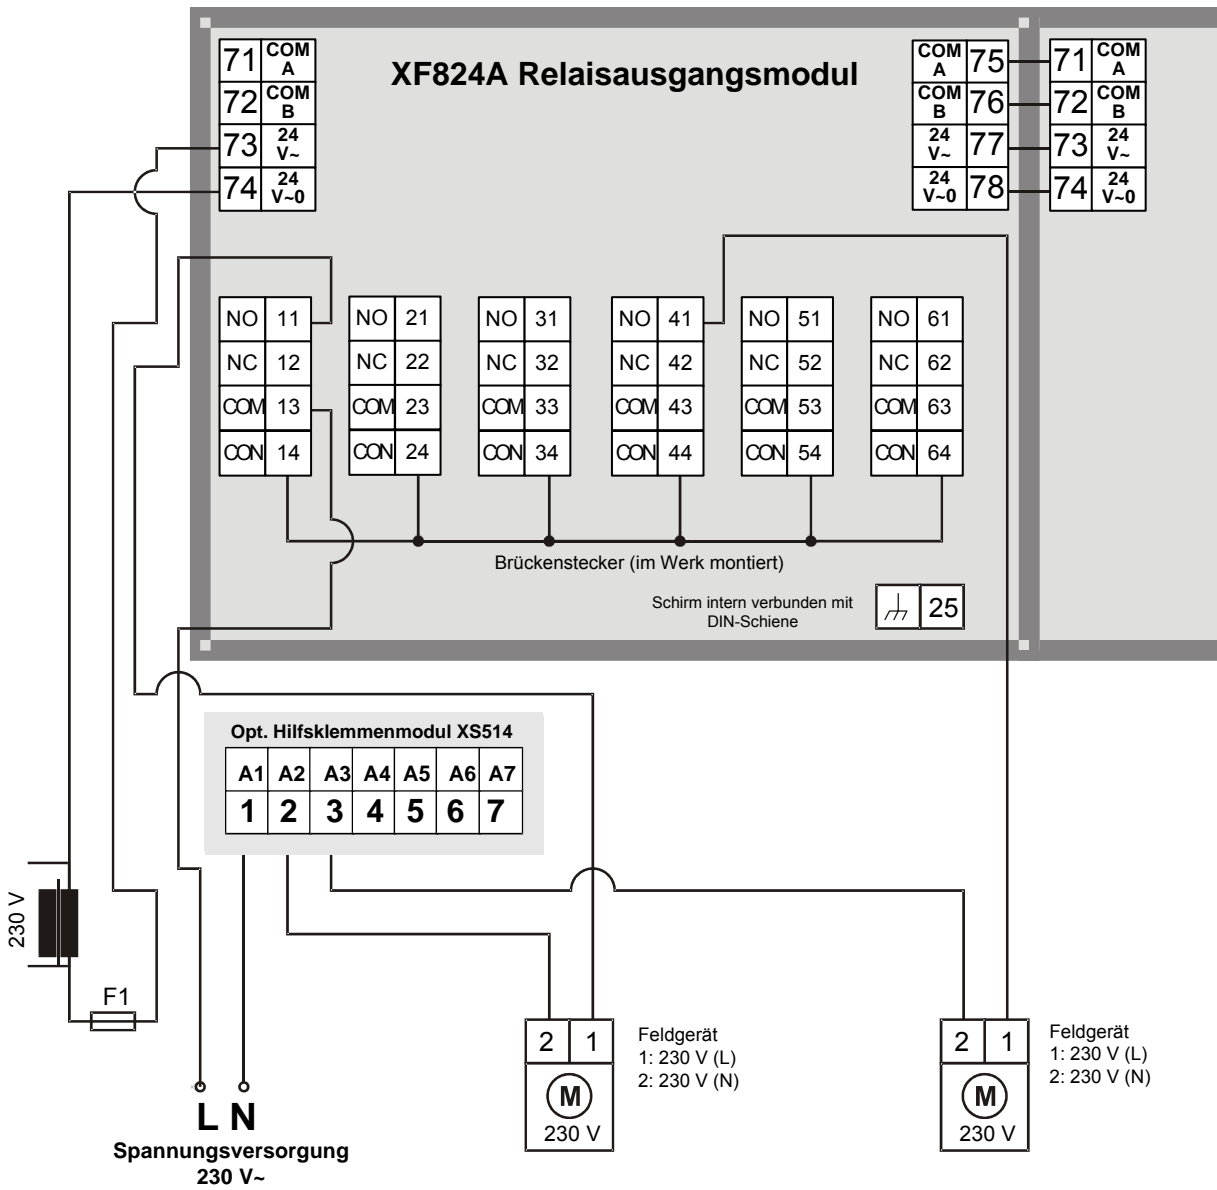 XF824A Relaisausgangsmodul
71 COM A
72 COM B
73 24 V~
74 24 V~0
COM A 75
COM B 76
24 V~ 77
24 V~0 78
71 COM A
72 COM B
73 24 V~
74 24 V~0
NO 11 NO 21 NO 31 NO 41 NO 51 NO 61
NC 12 NC 22 NC 32 NC 42 NC 52 NC 62
COM 13 COM 23 COM 33 COM 43 COM 53 COM 63
CON 14 CON 24 CON 34 CON 44 CON 54 CON 64
Brückenstecker (im Werk montiert)
Schirm intern verbunden mit
DIN-Schiene
25
Opt. Hilfsklemmenmodul XS514
A1 A2 A3 A4 A5 A6 A7
1 2 3 4 5 6 7
230 V
F1
2 1
M
230 V
Feldgerät
1: 230 V (L)
2: 230 V (N)
2 1
M
230 V
Feldgerät
1: 230 V (L)
2: 230 V (N)
L N
Spannungsversorgung
230 V~